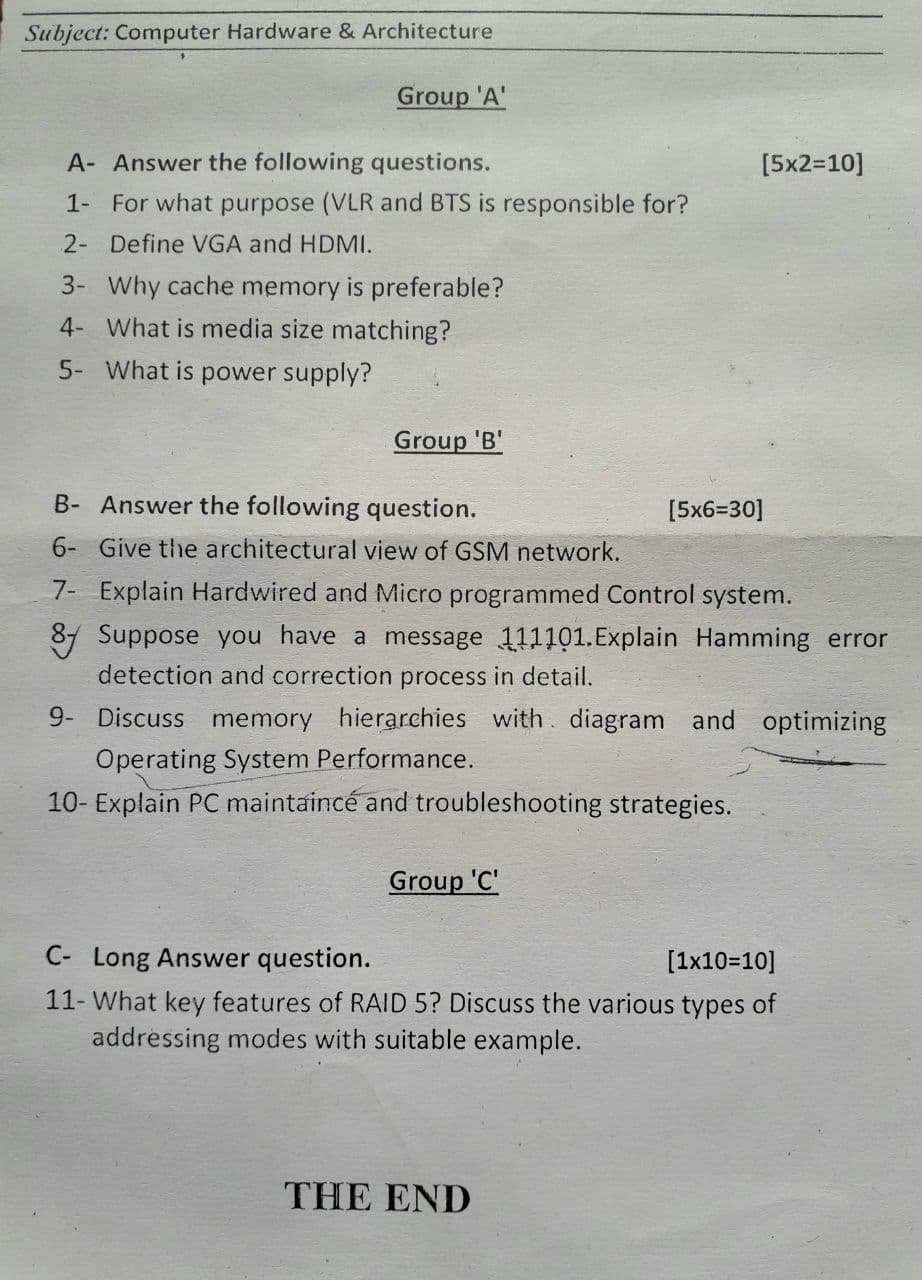 Subject: Computer Hardware & Architecture
Group 'A'
A- Answer the following questions. [5x2=10]
1- For what purpose (VLR and BTS is responsible for?
2- Define VGA and HDMI.
3- Why cache memory is preferable?
4- What is media size matching?
5- What is power supply?
Group 'B'
B- Answer the following question. [5x6=30]
6- Give the architectural view of GSM network.
7- Explain Hardwired and Micro programmed Control system.
8- Suppose you have a message 111101.Explain Hamming error
detection and correction process in detail.
9- Discuss memory hierarchies with diagram and optimizing
Operating System Performance.
10- Explain PC maintaince and troubleshooting strategies.
Group 'C'
C- Long Answer question. [1x10=10]
11- What key features of RAID 5? Discuss the various types of
addressing modes with suitable example.
THE END